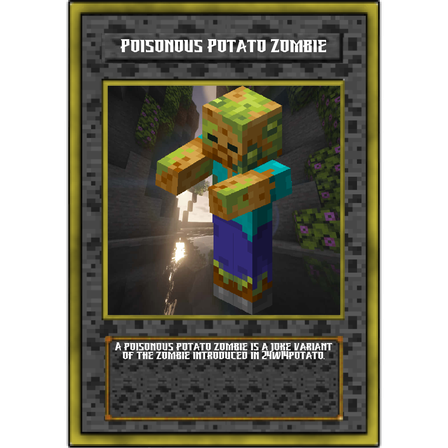 Poisonous Potato Zombie
A Poisonous Potato Zombie is a joke variant
of the Zombie introduced in 24w14potato.